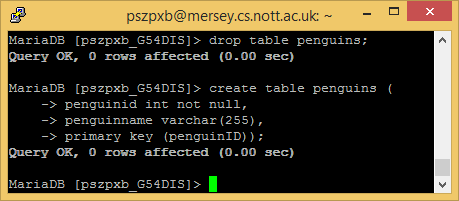 pszpxb@mersey.cs.nott.ac.uk: ~
MariaDB [pszpxb_G54DIS]> drop table penguins;
Query OK, 0 rows affected (0.00 sec)
MariaDB [pszpxb_G54DIS]> create table penguins (
-> penguinid int not null,
-> penguinname varchar(255),
-> primary key (penguinID));
Query OK, 0 rows affected (0.00 sec)
MariaDB [pszpxb_G54DIS]>